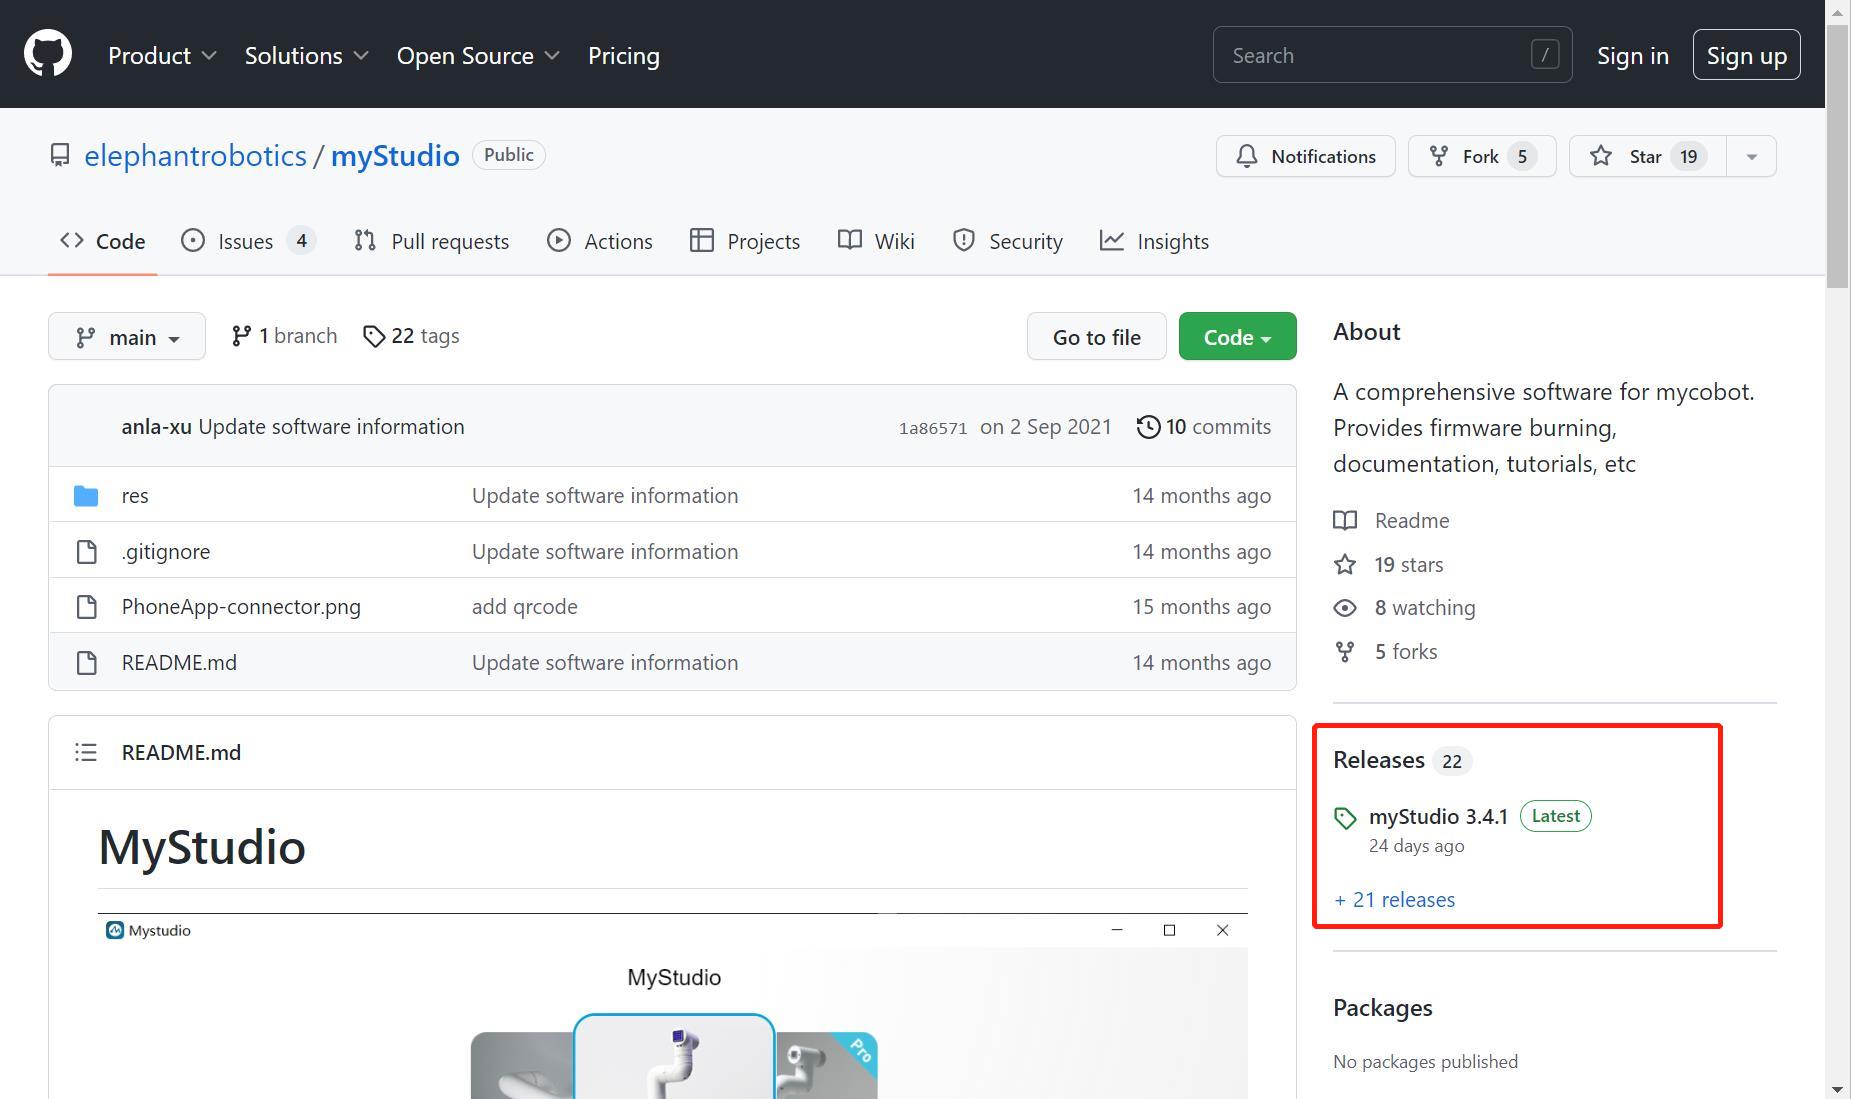 Product Solutions Open Source Pricing Search / Sign in Sign up
elephantrobotics / myStudio Public Notifications Fork 5 Star 19
Code Issues 4 Pull requests Actions Projects Wiki Security Insights
main 1 branch 22 tags Go to file Code
anla-xu Update software information 1a86571 on 2 Sep 2021 10 commits
res Update software information 14 months ago
.gitignore Update software information 14 months ago
PhoneApp-connector.png add qrcode 15 months ago
README.md Update software information 14 months ago
README.md
MyStudio
Mystudio
MyStudio
Pro
About
A comprehensive software for mycobot.
Provides firmware burning,
documentation, tutorials, etc
Readme
19 stars
8 watching
5 forks
Releases 22
myStudio 3.4.1 Latest
24 days ago
+ 21 releases
Packages
No packages published